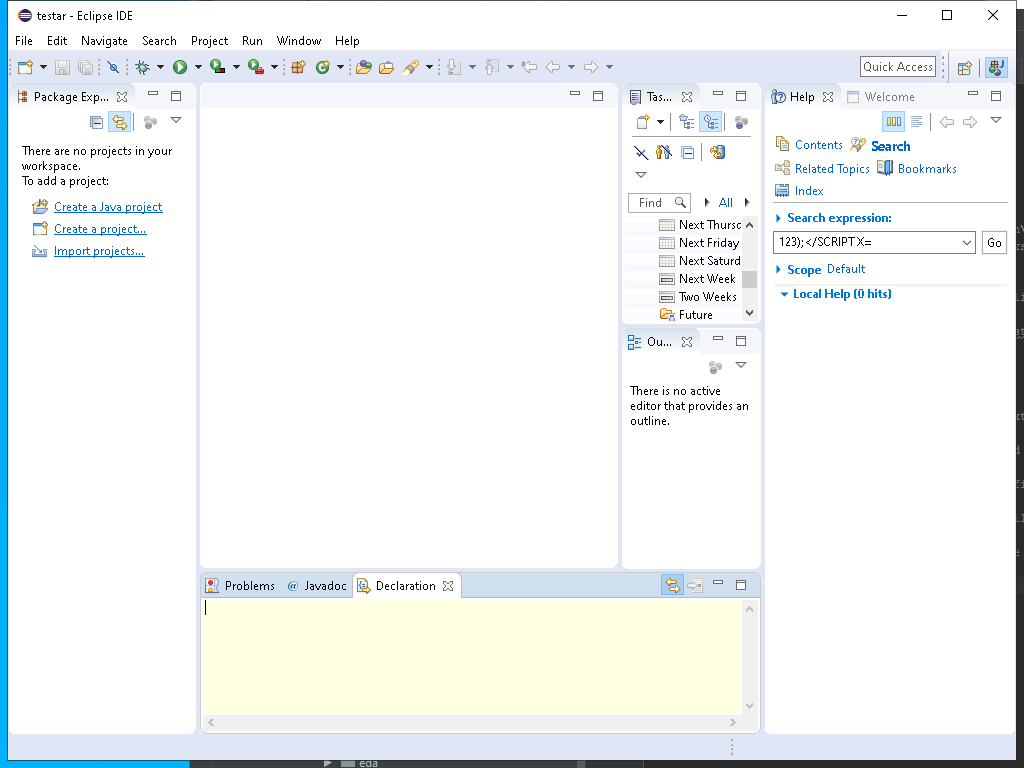 testar - Eclipse IDE
File Edit Navigate Search Project Run Window Help
Quick Access
Package Exp...
There are no projects in your
workspace.
To add a project:
Create a Java project
Create a project...
Import projects...
Tas...
Find
All
Next Thursc
Next Friday
Next Saturd
Next Week
Two Weeks
Future
Ou...
There is no active
editor that provides an
outline.
Help Welcome
Contents Search
Related Topics Bookmarks
Index
Search expression:
123);</SCRIPT X=
Go
Scope Default
Local Help (0 hits)
Problems @ Javadoc Declaration
eda